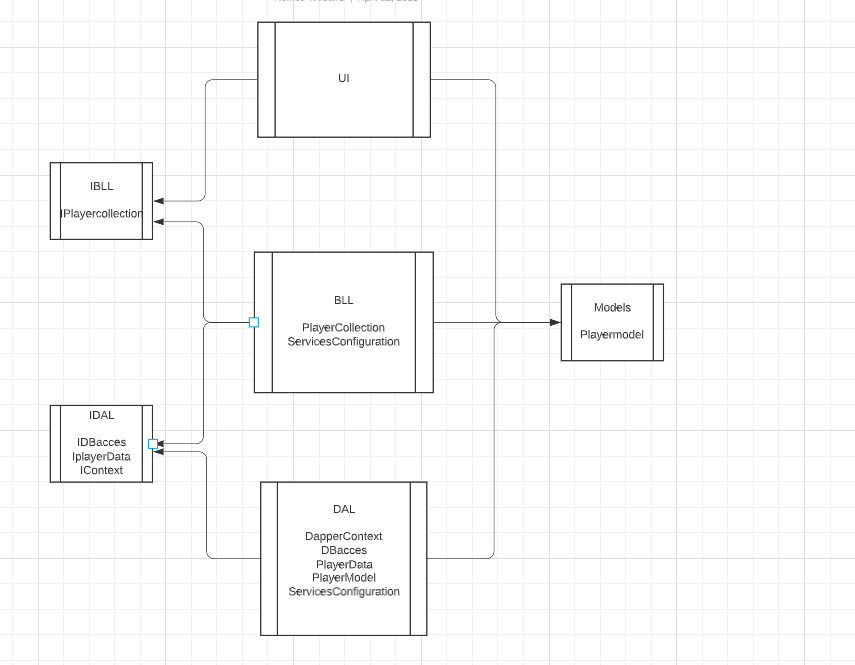 UI
IBLL
IPlayercollection
BLL
PlayerCollection
ServicesConfiguration
Models
Playermodel
IDAL
IDBacces
IplayerData
IContext
DAL
DapperContext
DBacces
PlayerData
PlayerModel
ServicesConfiguration